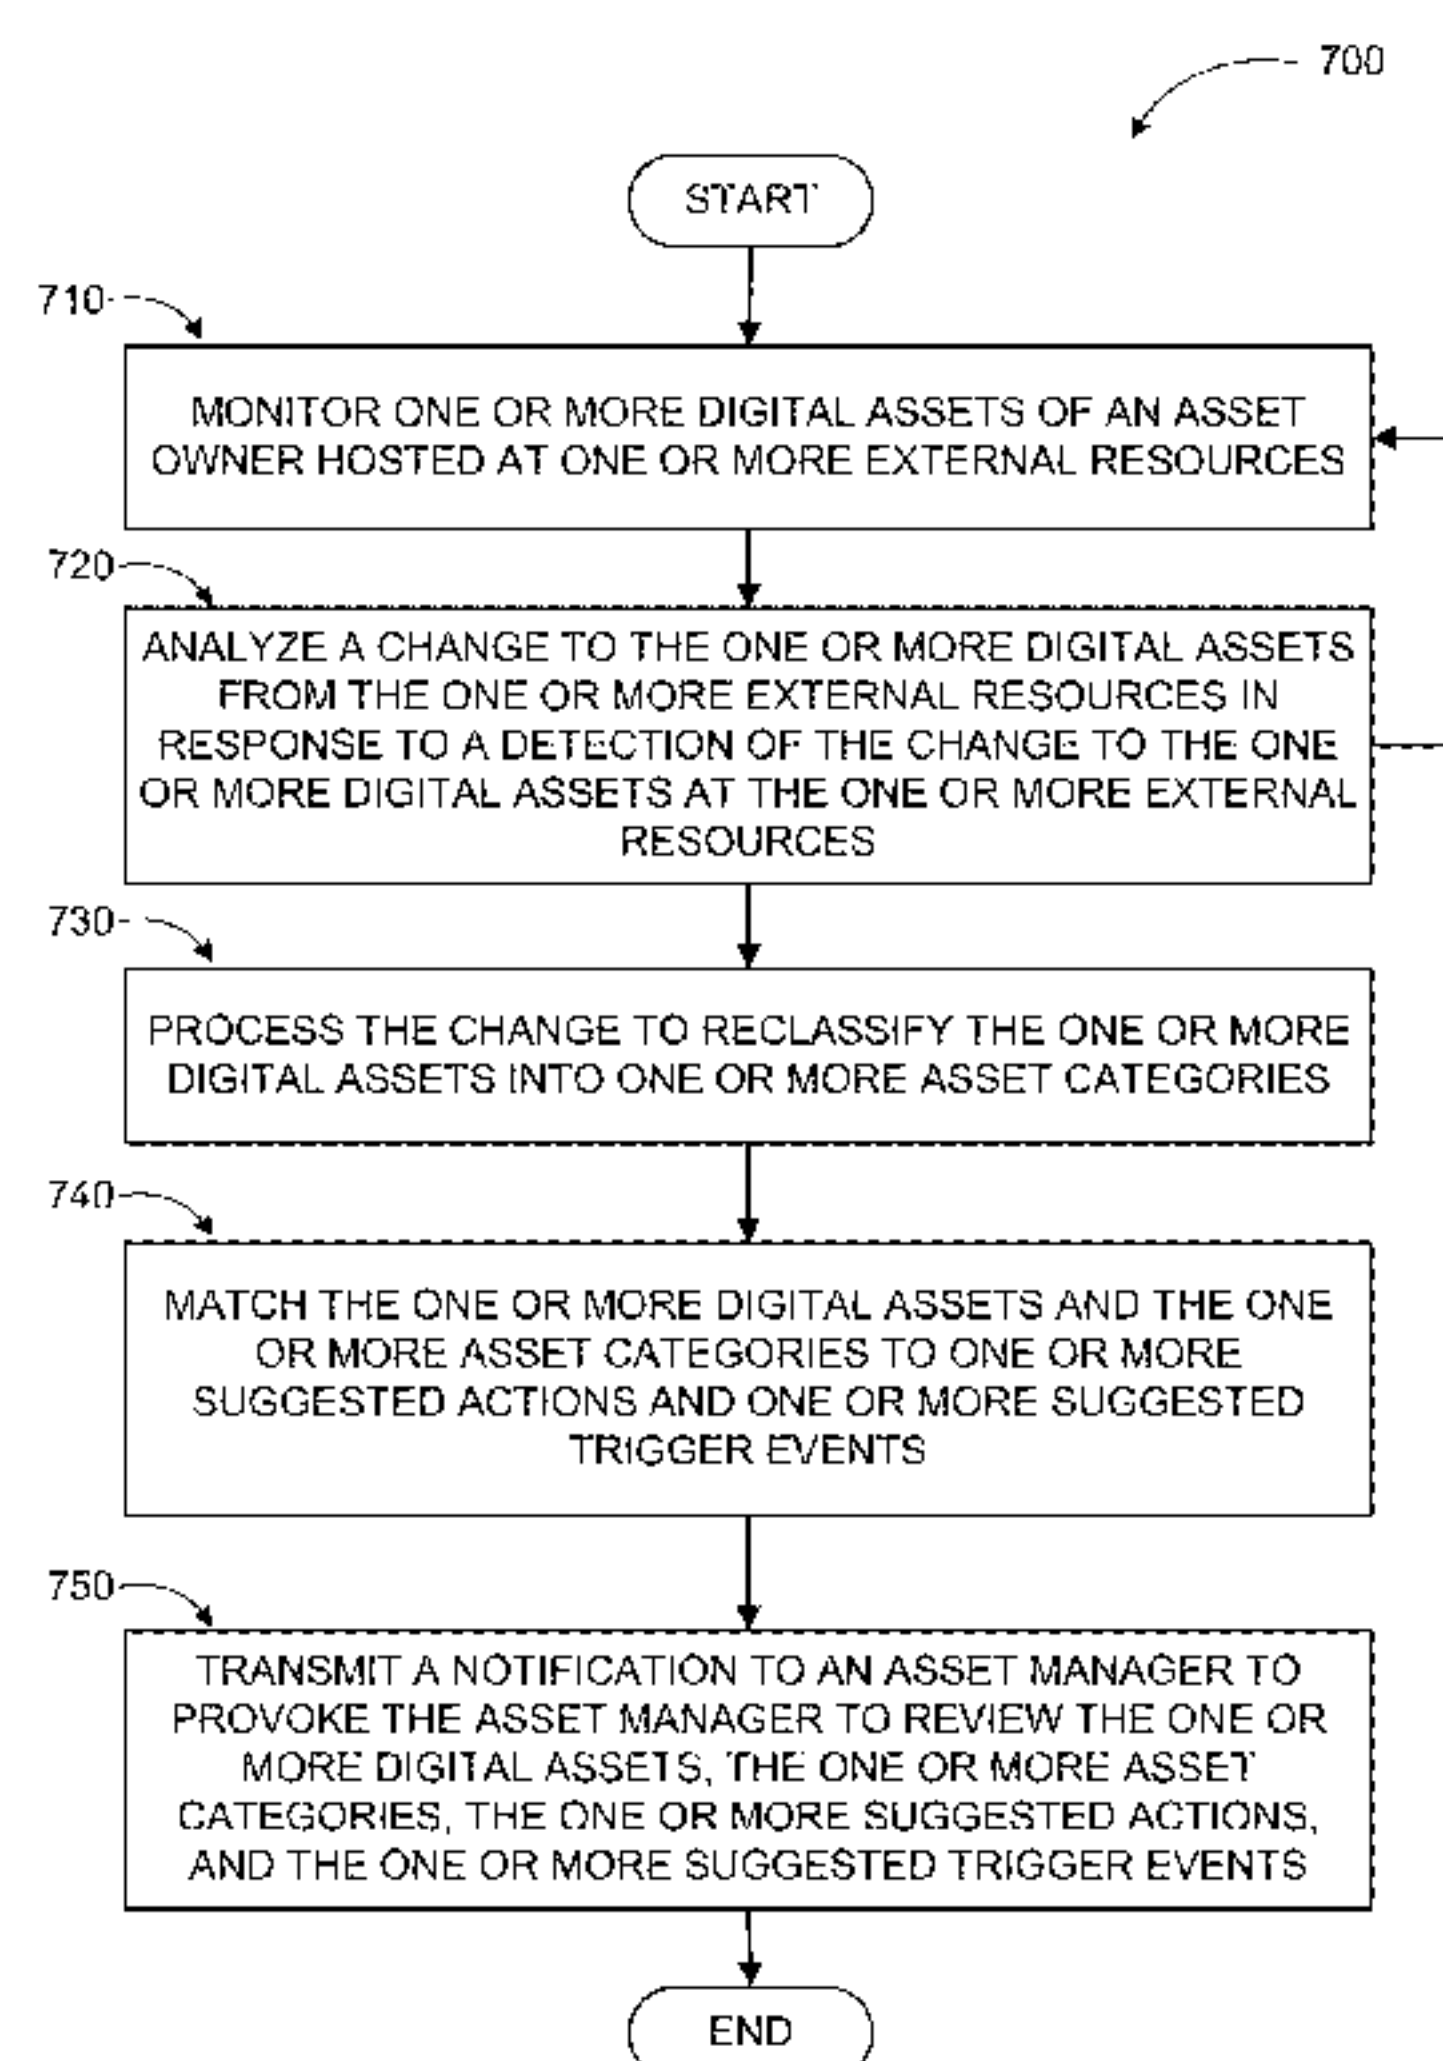 700
START
710
MONITOR ONE OR MORE DIGITAL ASSETS OF AN ASSET
OWNER HOSTED AT ONE OR MORE EXTERNAL RESOURCES
720
ANALYZE A CHANGE TO THE ONE OR MORE DIGITAL ASSETS
FROM THE ONE OR MORE EXTERNAL RESOURCES IN
RESPONSE TO A DETECTION OF THE CHANGE TO THE ONE
OR MORE DIGITAL ASSETS AT THE ONE OR MORE EXTERNAL
RESOURCES
730
PROCESS THE CHANGE TO RECLASSIFY THE ONE OR MORE
DIGITAL ASSETS INTO ONE OR MORE ASSET CATEGORIES
740
MATCH THE ONE OR MORE DIGITAL ASSETS AND THE ONE
OR MORE ASSET CATEGORIES TO ONE OR MORE
SUGGESTED ACTIONS AND ONE OR MORE SUGGESTED
TRIGGER EVENTS
750
TRANSMIT A NOTIFICATION TO AN ASSET MANAGER TO
PROVOKE THE ASSET MANAGER TO REVIEW THE ONE OR
MORE DIGITAL ASSETS, THE ONE OR MORE ASSET
CATEGORIES, THE ONE OR MORE SUGGESTED ACTIONS,
AND THE ONE OR MORE SUGGESTED TRIGGER EVENTS
END